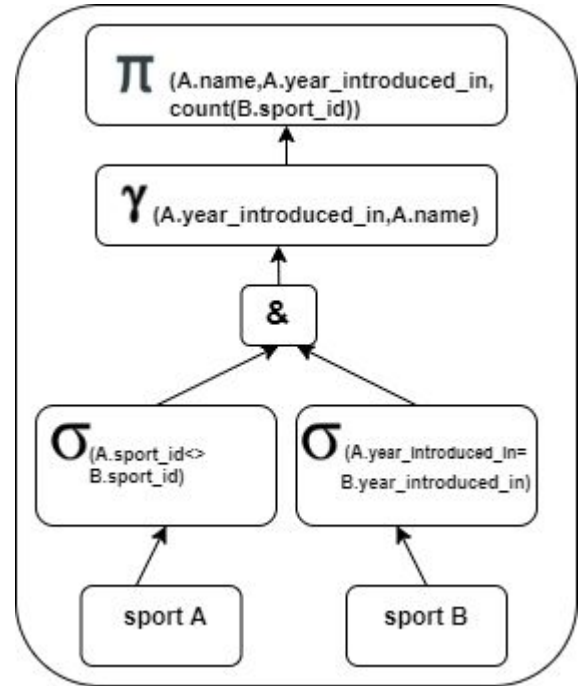 π (A.name,A.year_introduced_in,
count(B.sport_id))
γ (A.year_introduced_in,A.name)
&
σ (A.sport_id<>
B.sport_id)
σ (A.year_introduced_in=
B.year_introduced_in)
sport A
sport B